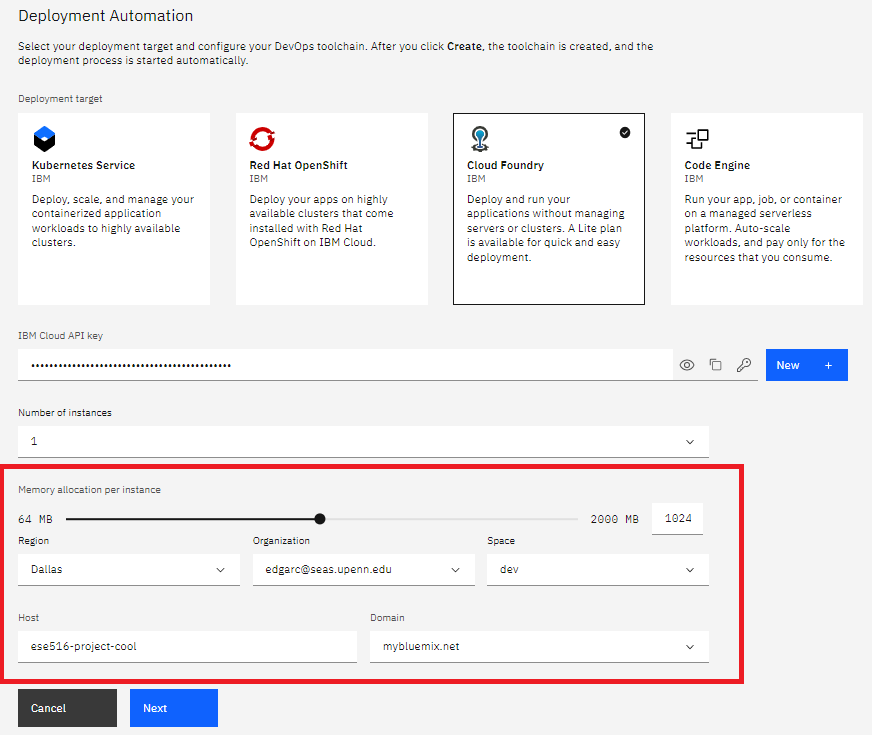 Deployment Automation
Select your deployment target and configure your DevOps toolchain. After you click Create, the toolchain is created, and the
deployment process is started automatically.
Deployment target
Kubernetes Service
IBM
Deploy, scale, and manage your
containerized application
workloads to highly available
clusters.
Red Hat OpenShift
IBM
Deploy your apps on highly
available clusters that come
installed with Red Hat
OpenShift on IBM Cloud.
Cloud Foundry
IBM
Deploy and run your
applications without managing
servers or clusters. A Lite plan
is available for quick and easy
deployment.
Code Engine
IBM
Run your app, job, or container
on a managed serverless
platform. Auto-scale
workloads, and pay only for the
resources that you consume.
IBM Cloud API key
New +
Number of instances
1
Memory allocation per instance
64 MB 2000 MB 1024
Region Organization Space
Dallas edgarc@seas.upenn.edu dev
Host Domain
ese516-project-cool mybluemix.net
Cancel Next